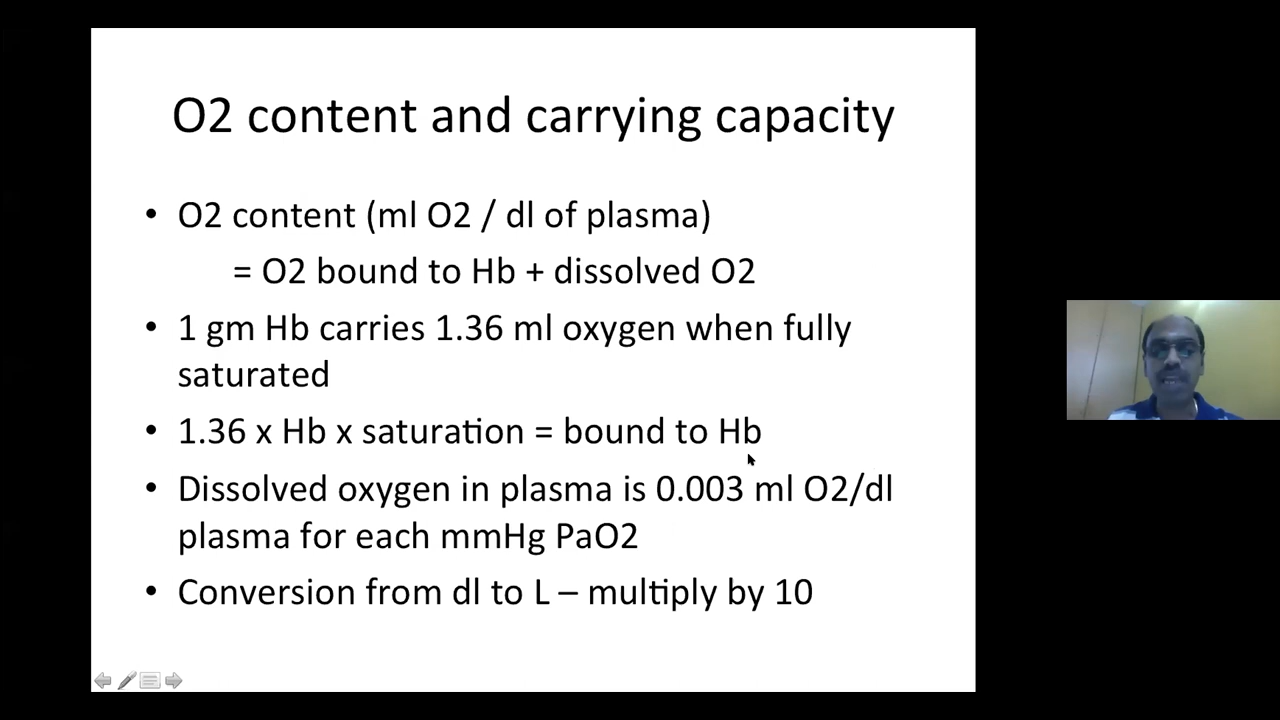 O2 content and carrying capacity
• O2 content (ml O2 / dl of plasma)
= O2 bound to Hb + dissolved O2
• 1 gm Hb carries 1.36 ml oxygen when fully
saturated
• 1.36 x Hb x saturation = bound to Hb
• Dissolved oxygen in plasma is 0.003 ml O2/dl
plasma for each mmHg PaO2
• Conversion from dl to L – multiply by 10